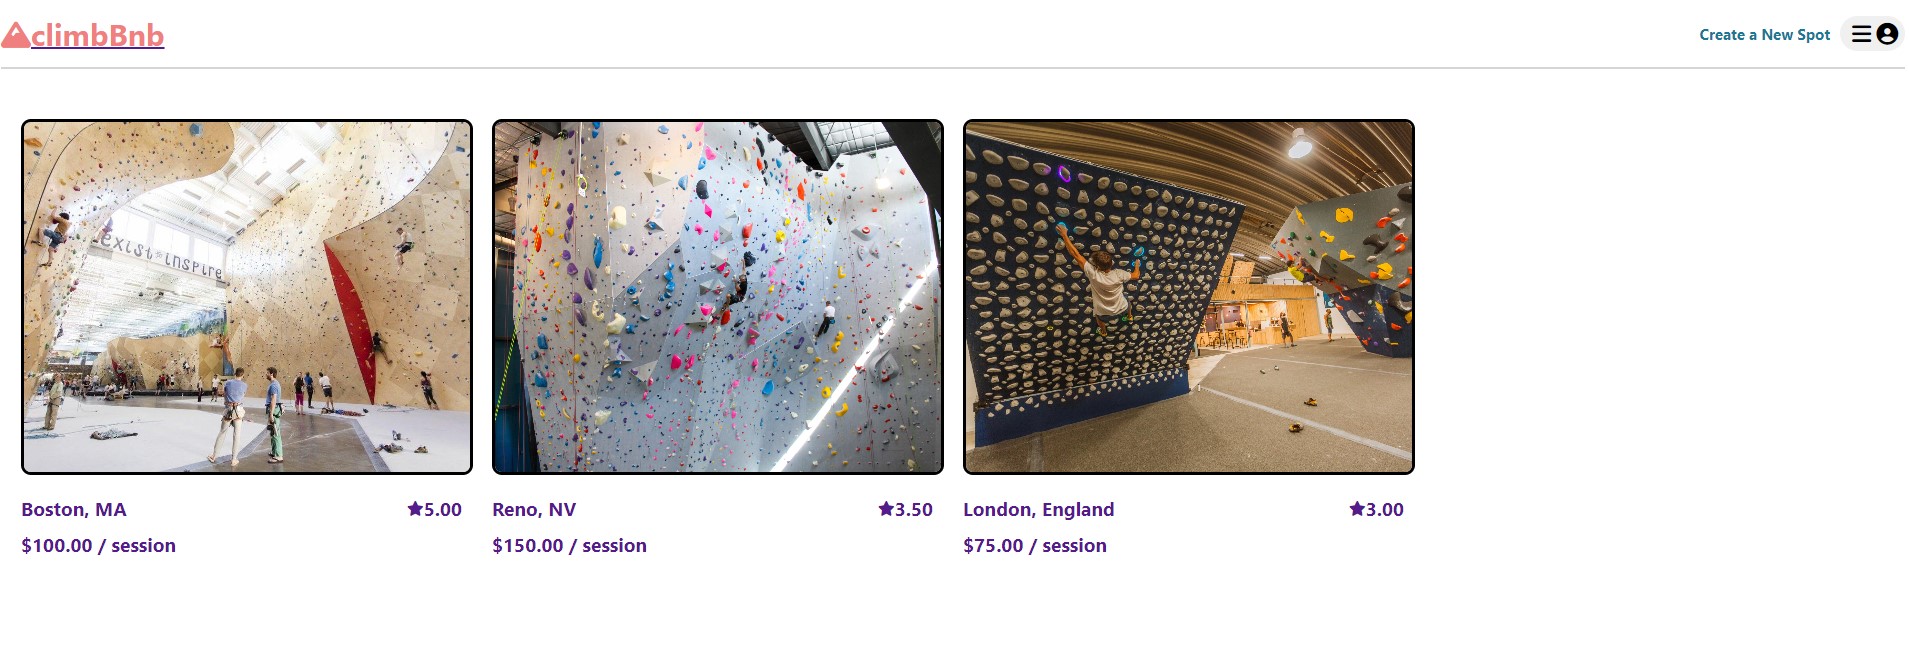 climbBnb
Create a New Spot
exist inspire
Boston, MA
5.00
Reno, NV
3.50
London, England
3.00
$100.00 / session
$150.00 / session
$75.00 / session